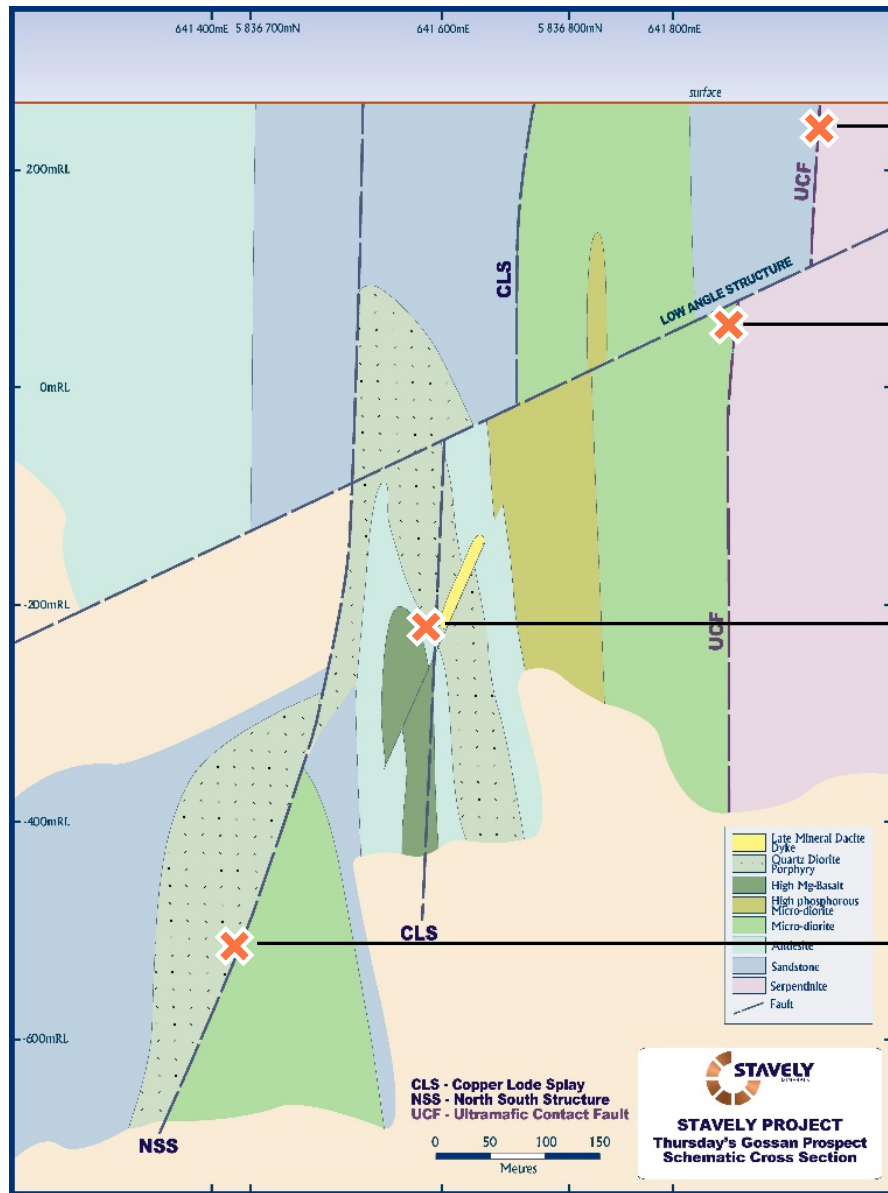 641 400mE 5 836 700mN 641 600mE 5 836 800mN 641 800mE
surface
200mRL
UCF
CLS
LOW ANGLE STRUCTURE
0mRL
-200mRL
UCF
-400mRL
Late Mineral Dacite
Dyke
Quartz Diorite
Porphyry
High Mg-Basalt
High phosphorous
Micro-diorite
Micro-diorite
Andesite
Sandstone
Serpentinite
Fault
CLS
-600mRL
NSS
CLS - Copper Lode Splay
NSS - North South Structure
UCF - Ultramafic Contact Fault
0 50 100 150
Metres
STAVELY
MINERALS
STAVELY PROJECT
Thursday's Gossan Prospect
Schematic Cross Section